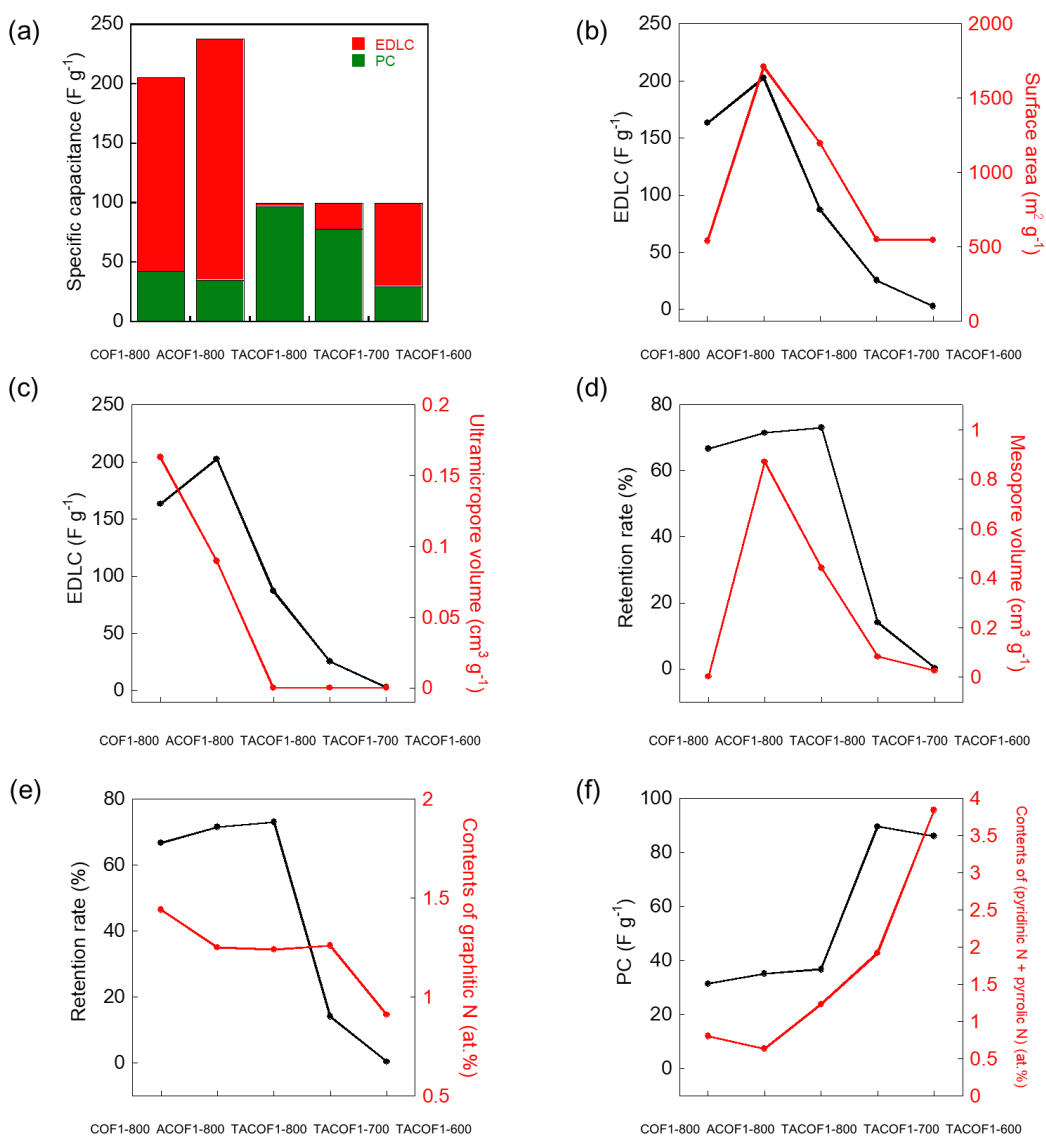 (a)
250
200
150
100
50
0
Specific capacitance (F g⁻¹)
EDLC
PC
COF1-800 ACOF1-800 TACOF1-800 TACOF1-700 TACOF1-600
(b)
200
150
100
50
0
EDLC (F g⁻¹)
2000
1500
1000
500
0
Surface area (m² g⁻¹)
COF1-800 ACOF1-800 TACOF1-800 TACOF1-700 TACOF1-600
(c)
250
200
150
100
50
0
EDLC (F g⁻¹)
0.2
0.15
0.1
0.05
0
Ultramicropore volume (cm³ g⁻¹)
COF1-800 ACOF1-800 TACOF1-800 TACOF1-700 TACOF1-600
(d)
80
60
40
20
0
Retention rate (%)
1
0.8
0.6
0.4
0.2
0
Mesopore volume (cm³ g⁻¹)
COF1-800 ACOF1-800 TACOF1-800 TACOF1-700 TACOF1-600
(e)
80
60
40
20
0
Retention rate (%)
2
1.5
1
0.5
Contents of graphitic N (at.%)
COF1-800 ACOF1-800 TACOF1-800 TACOF1-700 TACOF1-600
(f)
100
80
60
40
20
0
PC (F g⁻¹)
4
3.5
3
2.5
2
1.5
1
0.5
0
Contents of (pyridinic N + pyrrolic N) (at.%)
COF1-800 ACOF1-800 TACOF1-800 TACOF1-700 TACOF1-600